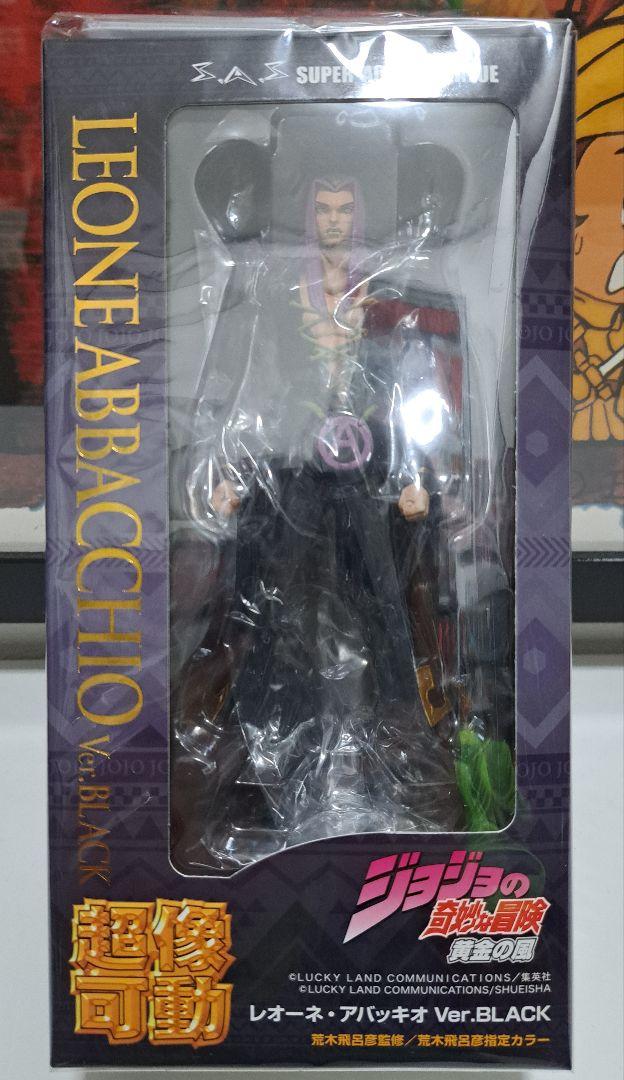 S.A.S SUPER
LEONE ABBACCHIO Ver.BLACK
超像
可動
ジョジョの
奇妙な冒険
黄金の風
©LUCKY LAND COMMUNICATIONS/集英社
©LUCKY LAND COMMUNICATIONS/SHUEISHA
レオーネ・アバッキオ Ver.BLACK
荒木飛呂彦監修/荒木飛呂彦指定カラー
A
JOJO